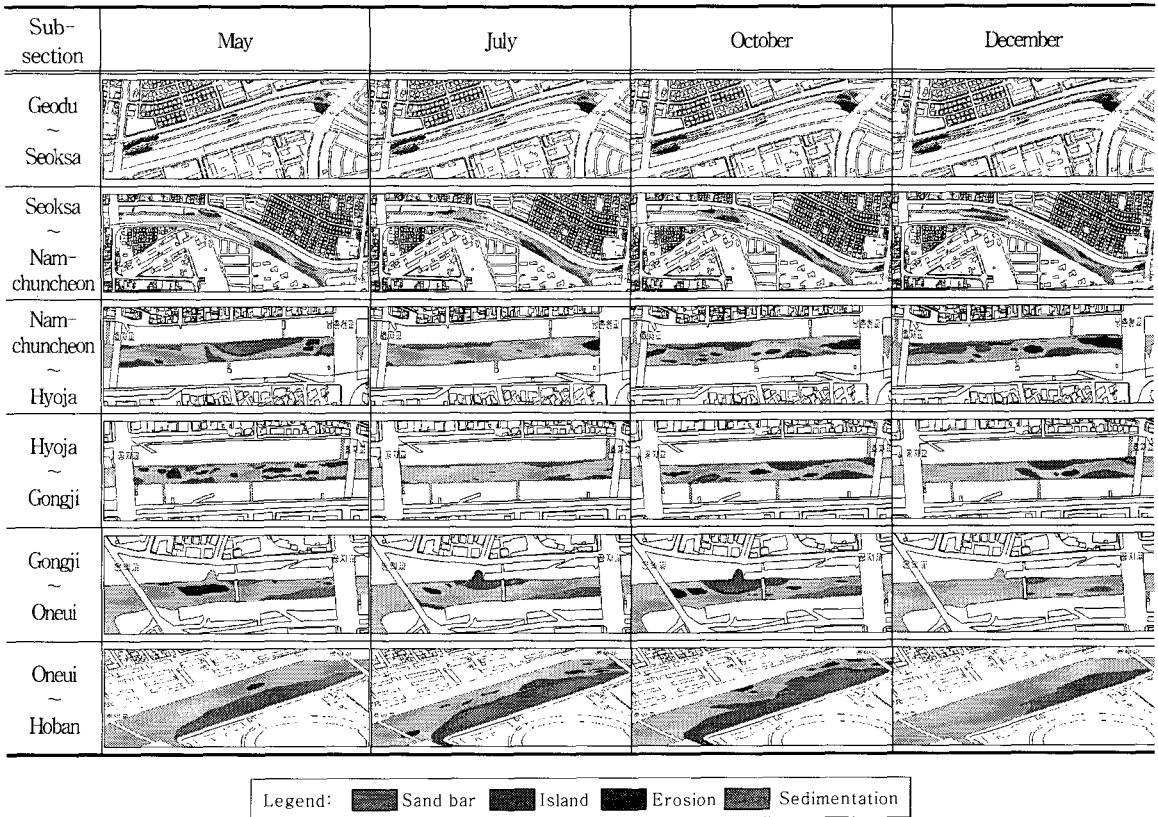 Sub-
section
May
July
October
December
Geodu
~
Seoksa
Seoksa
~
Nam-
chuncheon
Nam-
chuncheon
~
Hyoja
Hyoja
~
Gongji
Gongji
~
Oneui
Oneui
~
Hoban
Legend: Sand bar Island Erosion Sedimentation